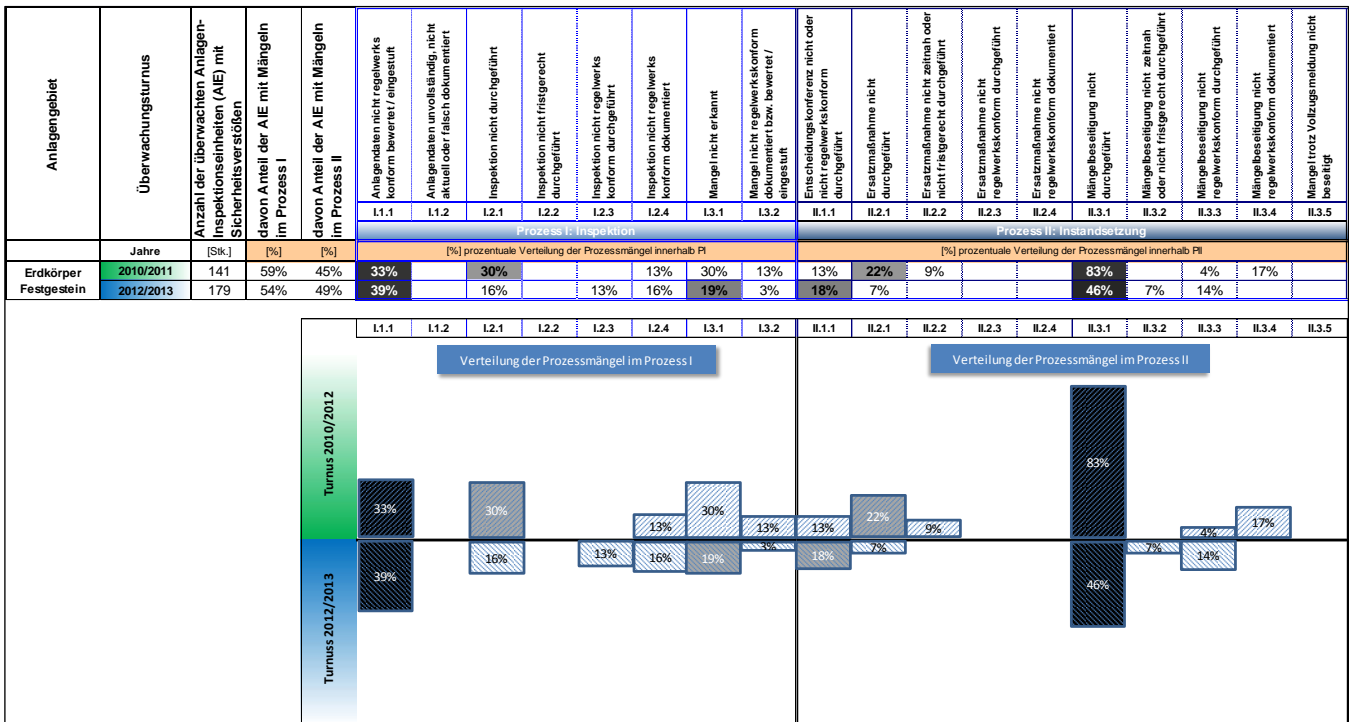 Anlagengebiet
Überwachungsturnus
Anzahl der überwachten Anlagen-
Inspektionseinheiten (AIE) mit
Sicherheitsverstößen
davon Anteil der AIE mit Mängeln
im Prozess I
davon Anteil der AIE mit Mängeln
im Prozess II
Anlagendaten nicht regelwerks
konform bewertet / eingestuft
Anlagendaten unvollständig, nicht
aktuell oder falsch dokumentiert
Inspektion nicht durchgeführt
Inspektion nicht fristgerecht
durchgeführt
Inspektion nicht regelwerks
konform durchgeführt
Inspektion nicht regelwerks
konform dokumentiert
Mangel nicht erkannt
Mangel nicht regelwerkskonform
dokumentiert bzw. bewertet /
eingestuft
Entscheidungskonferenz nicht oder
nicht regelwerkskonform
durchgeführt
Ersatzmaßnahme nicht
durchgeführt
Ersatzmaßnahme nicht zeitnah oder
nicht fristgerecht durchgeführt
Ersatzmaßnahme nicht
regelwerkskonform durchgeführt
Ersatzmaßnahme nicht
regelwerkskonform dokumentiert
Mängelbeseitigung nicht
durchgeführt
Mängelbeseitigung nicht zeitnah
oder nicht fristgerecht durchgeführt
Mängelbeseitigung nicht
regelwerkskonform durchgeführt
Mängelbeseitigung nicht
regelwerkskonform dokumentiert
Mangel trotz Vollzugsmeldung nicht
beseitigt
I.1.1 I.1.2 I.2.1 I.2.2 I.2.3 I.2.4 I.3.1 I.3.2 II.1.1 II.2.1 II.2.2 II.2.3 II.2.4 II.3.1 II.3.2 II.3.3 II.3.4 II.3.5
Prozess I: Inspektion Prozess II: Instandsetzung
Jahre [Stk.] [%] [%] [%] prozentuale Verteilung der Prozessmängel innerhalb PI [%] prozentuale Verteilung der Prozessmängel innerhalb PII
Erdkörper 2010/2011 141 59% 45% 33% 30% 13% 30% 13% 13% 22% 9% 83% 4% 17%
Festgestein 2012/2013 179 54% 49% 39% 16% 13% 16% 19% 3% 18% 7% 46% 7% 14%
I.1.1 I.1.2 I.2.1 I.2.2 I.2.3 I.2.4 I.3.1 I.3.2 II.1.1 II.2.1 II.2.2 II.2.3 II.2.4 II.3.1 II.3.2 II.3.3 II.3.4 II.3.5
Verteilung der Prozessmängel im Prozess I Verteilung der Prozessmängel im Prozess II
Turnus 2010/2012
33% 30% 13% 30% 13% 13% 22% 9% 83% 4% 17%
Turnuss 2012/2013
39% 16% 13% 16% 19% 3% 18% 7% 46% 7% 14%